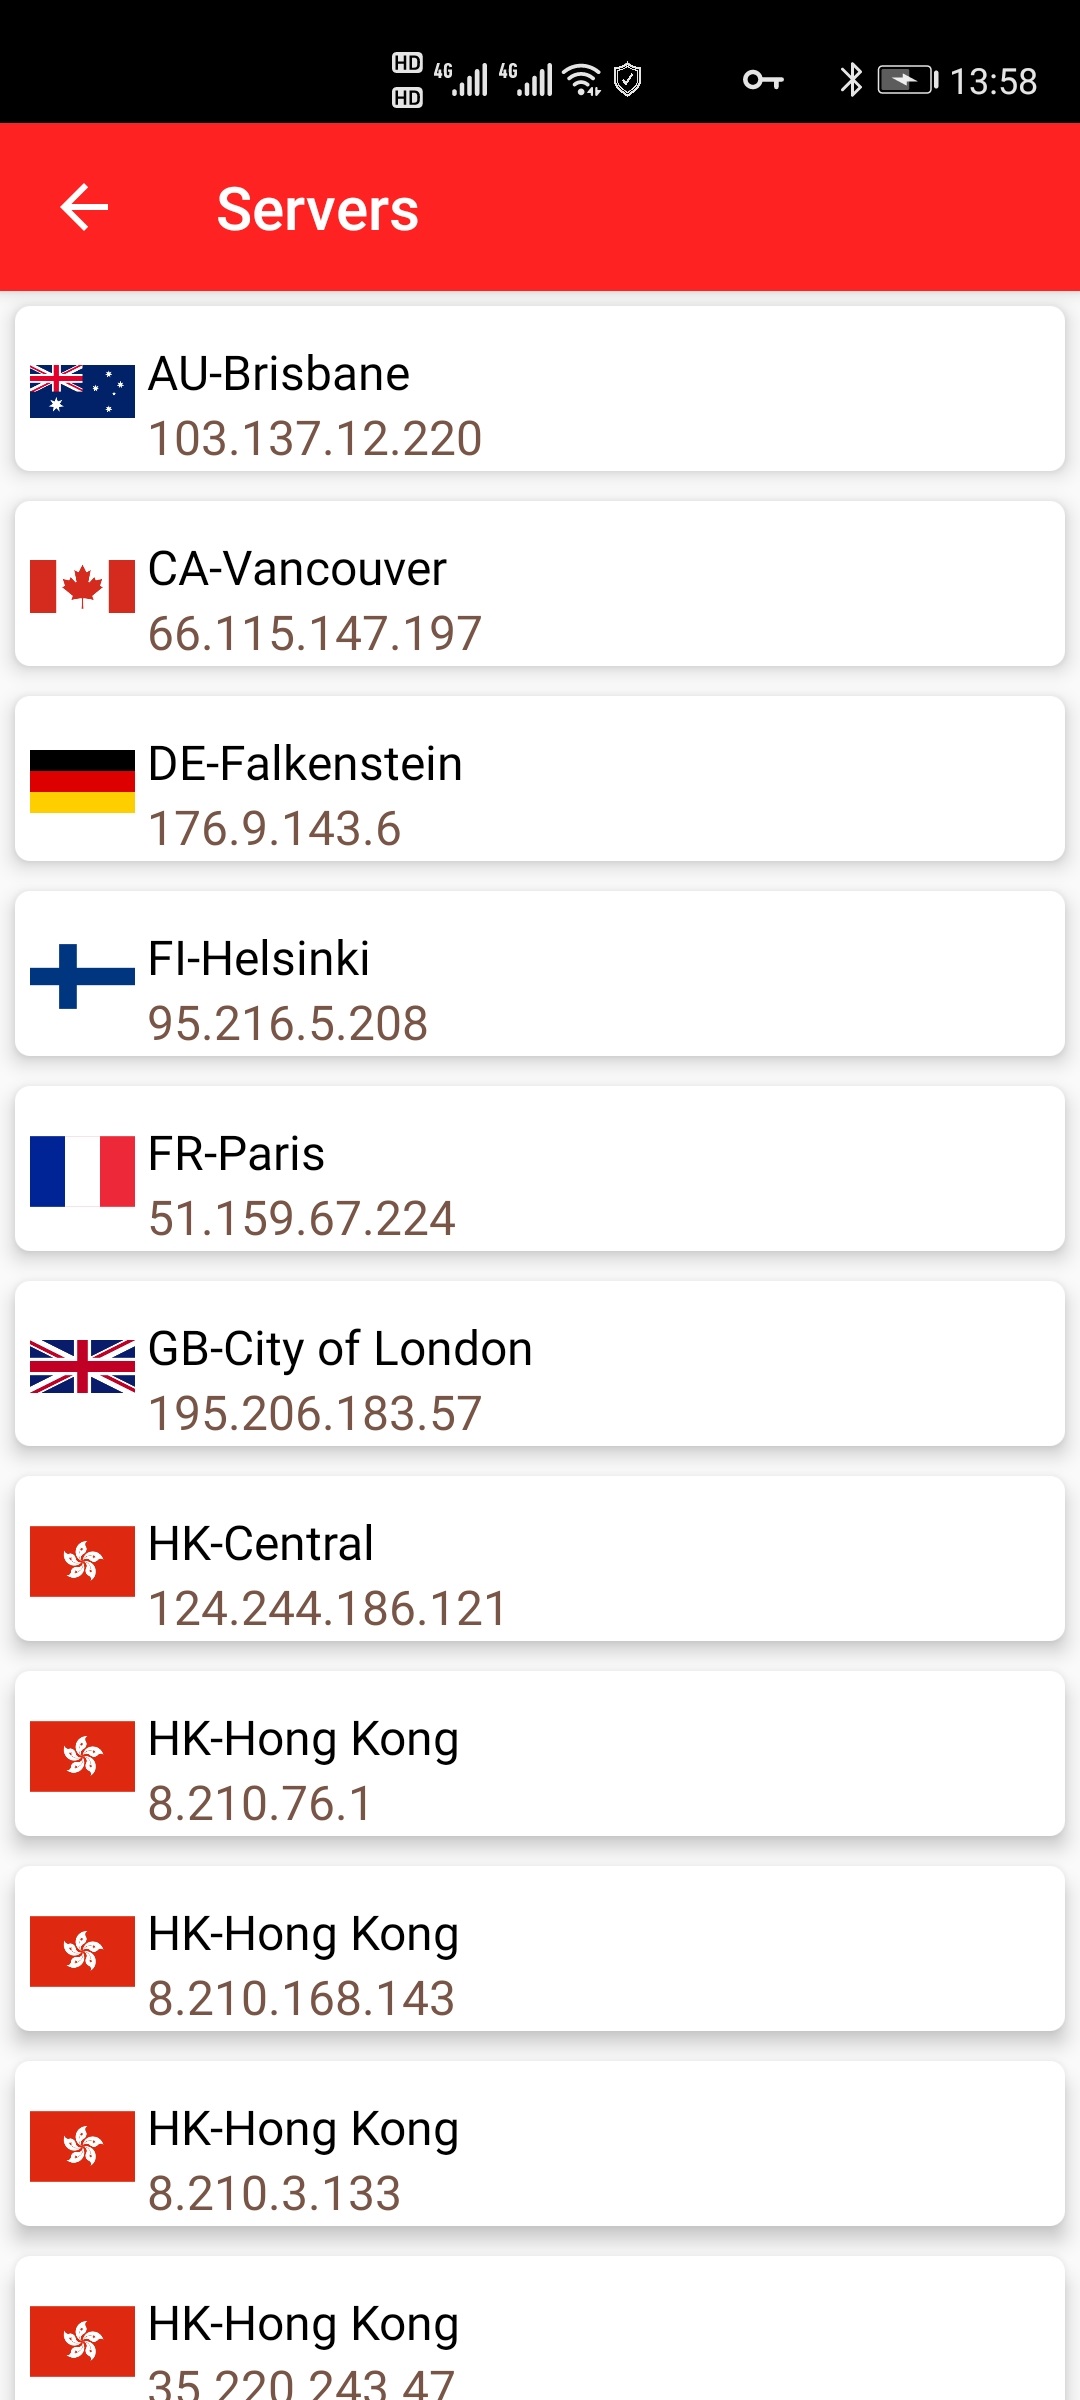 HD 4G 4G 13:58
HD
Servers
AU-Brisbane
103.137.12.220
CA-Vancouver
66.115.147.197
DE-Falkenstein
176.9.143.6
FI-Helsinki
95.216.5.208
FR-Paris
51.159.67.224
GB-City of London
195.206.183.57
HK-Central
124.244.186.121
HK-Hong Kong
8.210.76.1
HK-Hong Kong
8.210.168.143
HK-Hong Kong
8.210.3.133
HK-Hong Kong
35.220.243.47